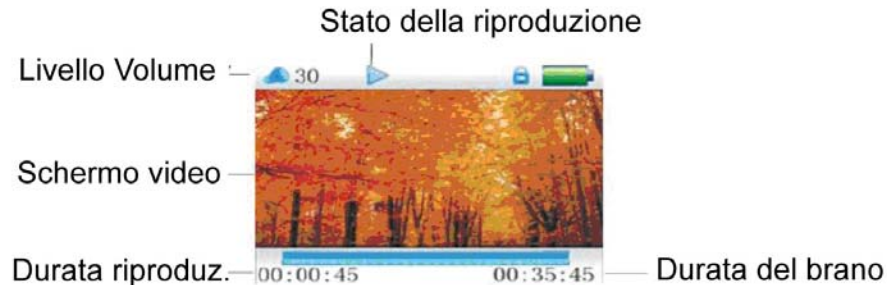 Stato della riproduzione
Livello Volume
30
Schermo video
Durata riproduz.
00:00:45
00:35:45
Durata del brano